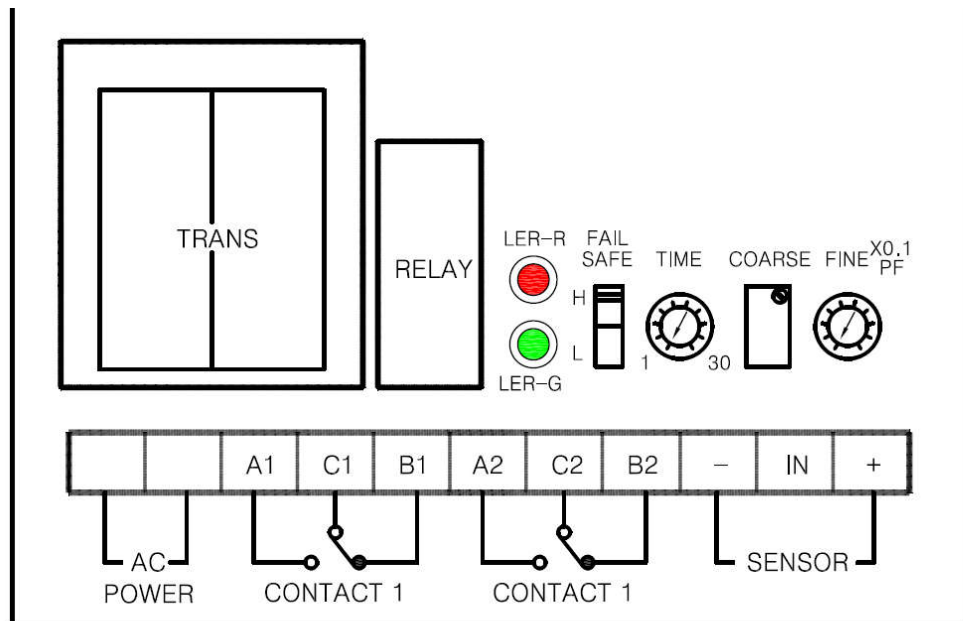 TRANS
RELAY
LER-R
LER-G
FAIL
SAFE
H
L
TIME
1
30
COARSE
FINE
X0.1
PF
A1 C1 B1 A2 C2 B2 - IN +
AC
POWER
CONTACT 1
CONTACT 1
SENSOR